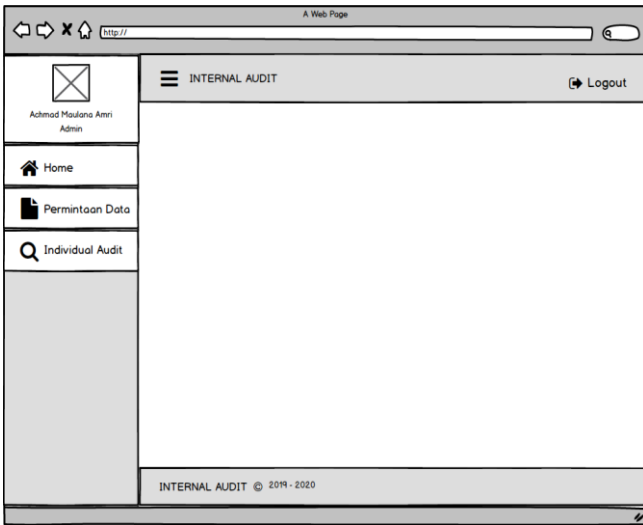 A Web Page
http://
INTERNAL AUDIT
Logout
Achmad Maulana Amri
Admin
Home
Permintaan Data
Individual Audit
INTERNAL AUDIT © 2019 - 2020